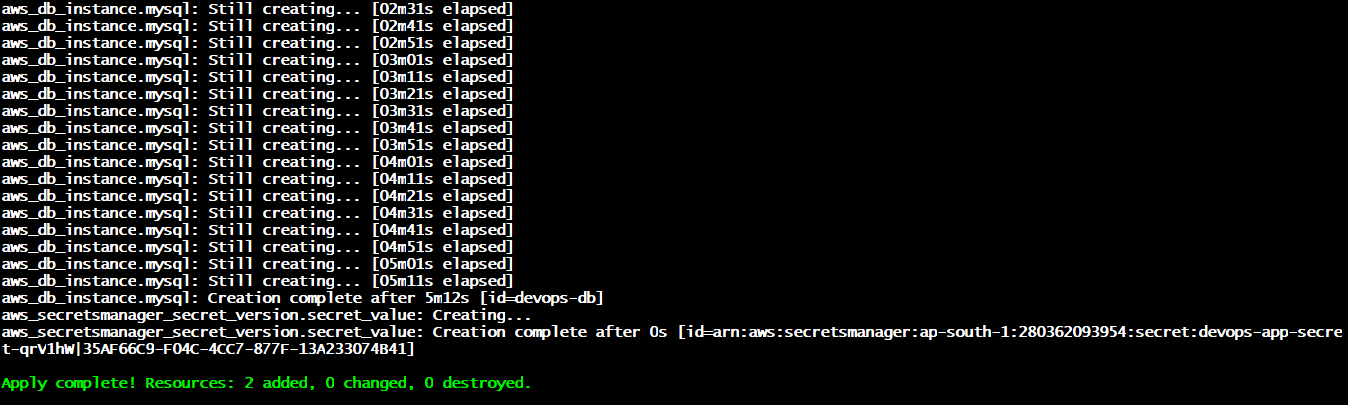 aws_db_instance.mysql: Still creating... [02m31s elapsed]
aws_db_instance.mysql: Still creating... [02m41s elapsed]
aws_db_instance.mysql: Still creating... [02m51s elapsed]
aws_db_instance.mysql: Still creating... [03m01s elapsed]
aws_db_instance.mysql: Still creating... [03m11s elapsed]
aws_db_instance.mysql: Still creating... [03m21s elapsed]
aws_db_instance.mysql: Still creating... [03m31s elapsed]
aws_db_instance.mysql: Still creating... [03m41s elapsed]
aws_db_instance.mysql: Still creating... [03m51s elapsed]
aws_db_instance.mysql: Still creating... [04m01s elapsed]
aws_db_instance.mysql: Still creating... [04m11s elapsed]
aws_db_instance.mysql: Still creating... [04m21s elapsed]
aws_db_instance.mysql: Still creating... [04m31s elapsed]
aws_db_instance.mysql: Still creating... [04m41s elapsed]
aws_db_instance.mysql: Still creating... [04m51s elapsed]
aws_db_instance.mysql: Still creating... [05m01s elapsed]
aws_db_instance.mysql: Still creating... [05m11s elapsed]
aws_db_instance.mysql: Creation complete after 5m12s [id=devops-db]
aws_secretsmanager_secret_version.secret_value: Creating...
aws_secretsmanager_secret_version.secret_value: Creation complete after 0s [id=arn:aws:secretsmanager:ap-south-1:280362093954:secret:devops-app-secre
t-qrV1hW|35AF66C9-F04C-4CC7-877F-13A233074B41]
Apply complete! Resources: 2 added, 0 changed, 0 destroyed.